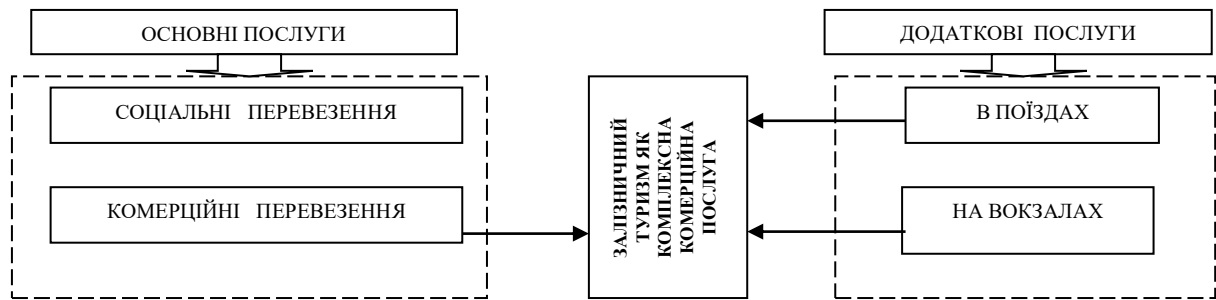 ОСНОВНІ ПОСЛУГИ
ДОДАТКОВІ ПОСЛУГИ
СОЦІАЛЬНІ ПЕРЕВЕЗЕННЯ
КОМЕРЦІЙНІ ПЕРЕВЕЗЕННЯ
ЗАЛІЗНИЧНИЙ
ТУРИЗМ ЯК
КОМПЛЕКСНА
КОМЕРЦІЙНА
ПОСЛУГА
В ПОЇЗДАХ
НА ВОКЗАЛАХ